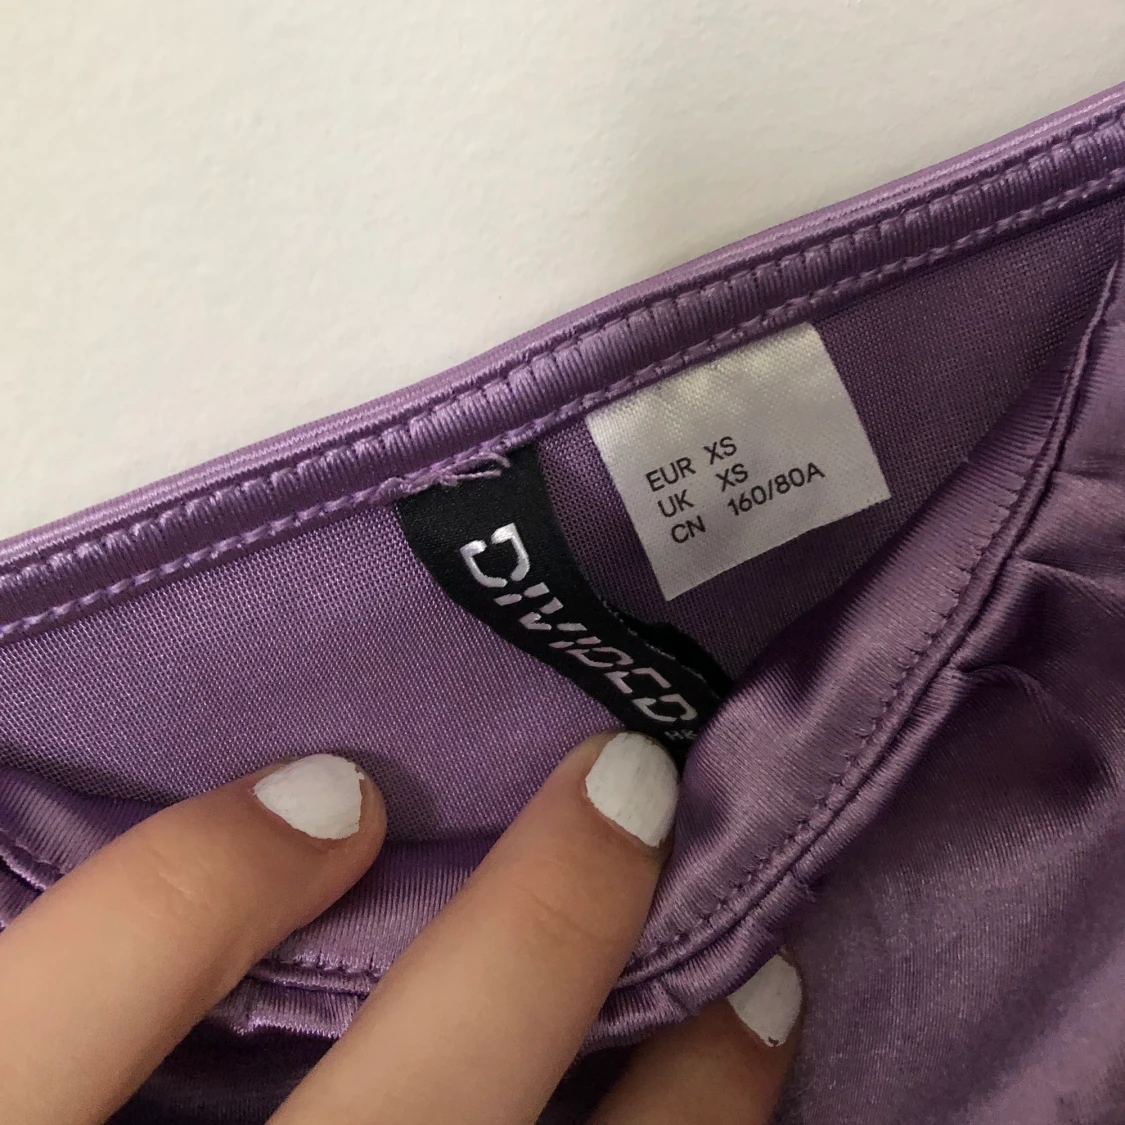 DIVIDED
EUR XS
UK XS
CN 160/80A